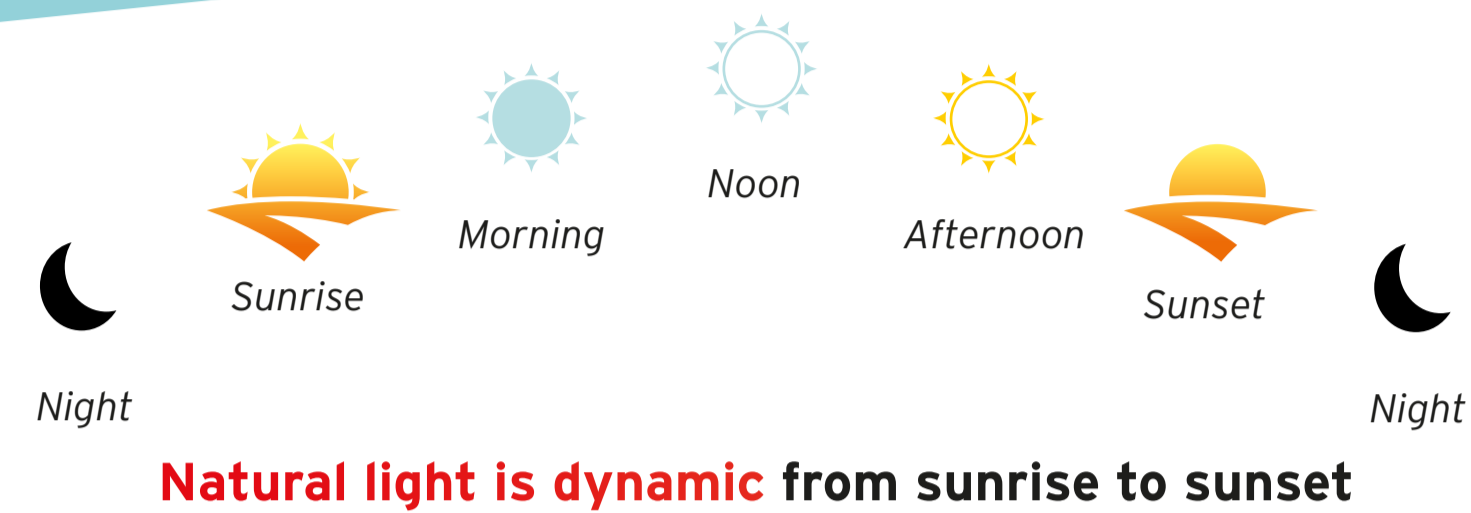 Noon
Morning
Afternoon
Sunrise
Sunset
Night
Night
Natural light is dynamic from sunrise to sunset